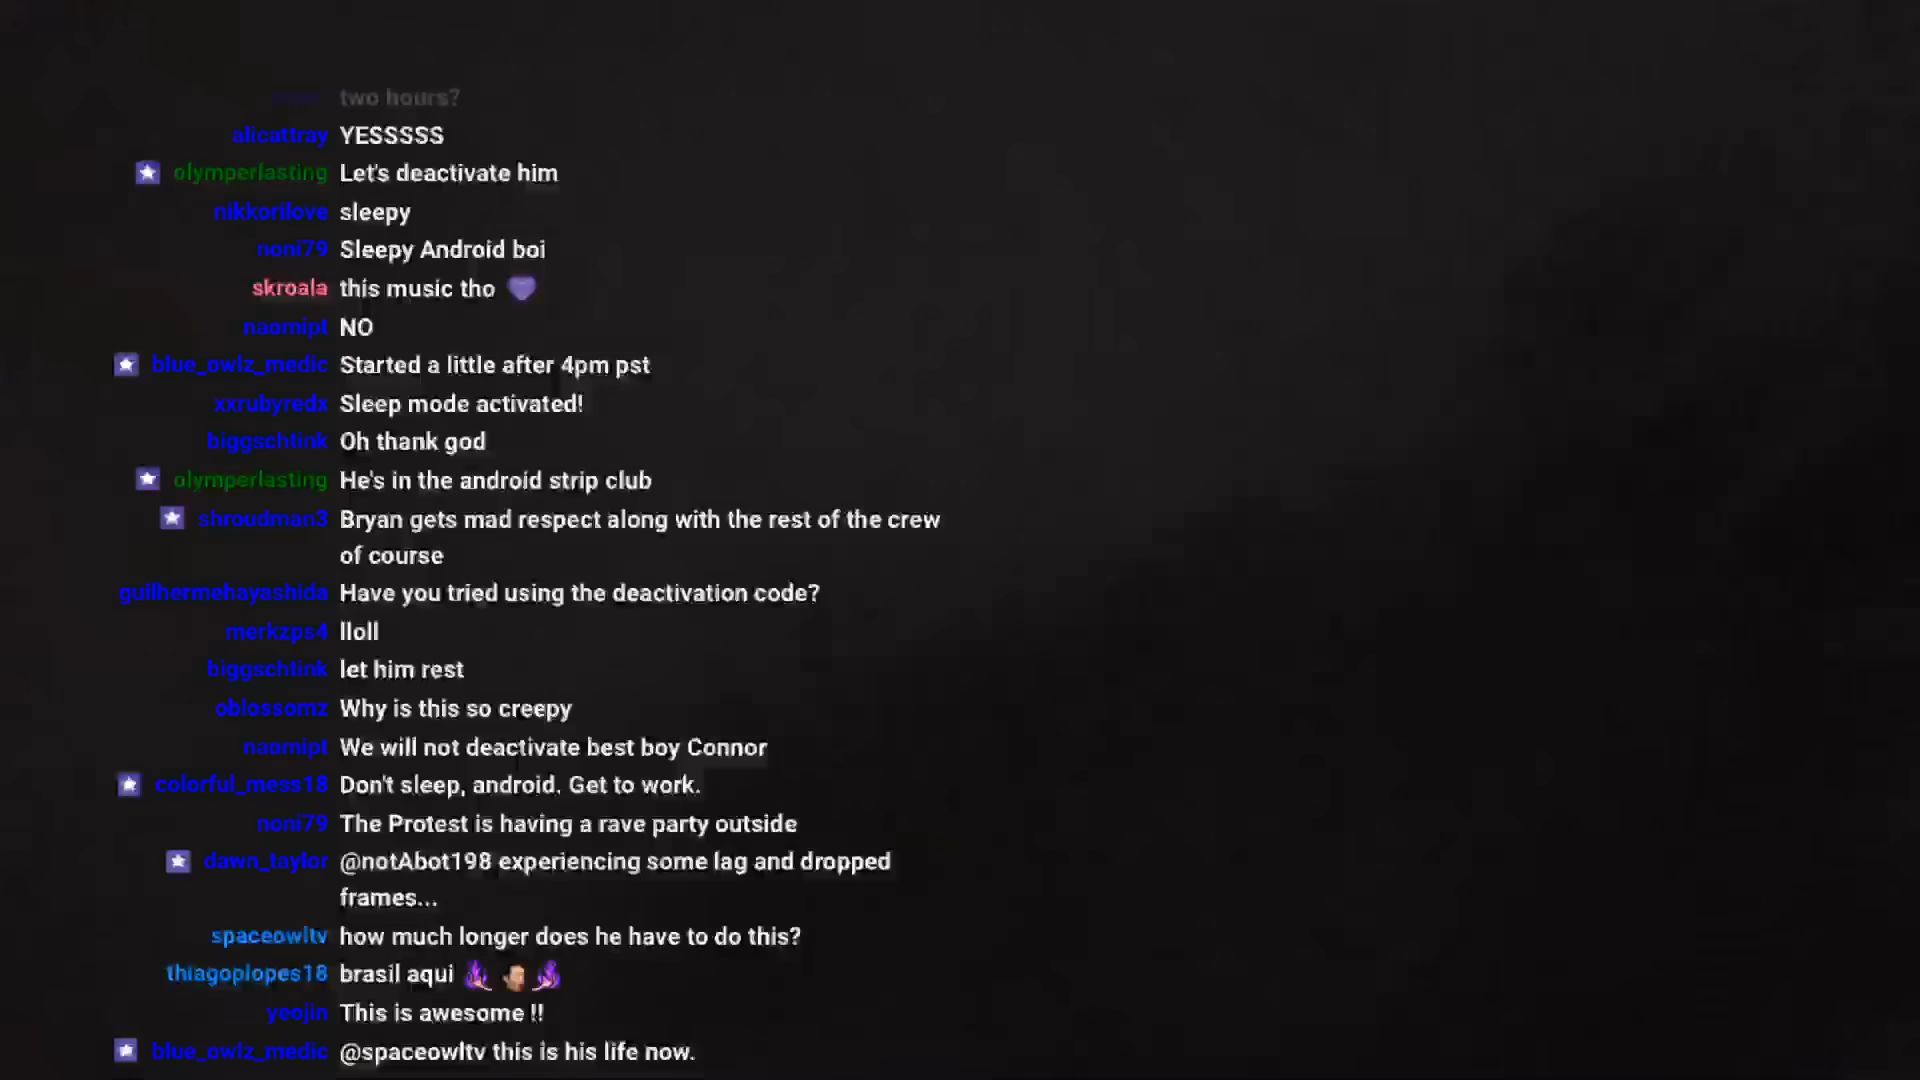 two hours?
alicattray YESSSSS
olymperlasting Let's deactivate him
nikkorilove sleepy
noni79 Sleepy Android boi
skroala this music tho
naomipt NO
blue_owlz_medic Started a little after 4pm pst
xxrubyredx Sleep mode activated!
biggschtink Oh thank god
olymperlasting He's in the android strip club
shroudman3 Bryan gets mad respect along with the rest of the crew
of course
guilhermehayashida Have you tried using the deactivation code?
merkzps4 lloll
biggschtink let him rest
oblossomz Why is this so creepy
naomipt We will not deactivate best boy Connor
colorful_mess18 Don't sleep, android. Get to work.
noni79 The Protest is having a rave party outside
dawn_taylor @notAbot198 experiencing some lag and dropped
frames...
spaceowltv how much longer does he have to do this?
thiagoplopes18 brasil aqui
yeojin This is awesome !!
blue_owlz_medic @spaceowltv this is his life now.